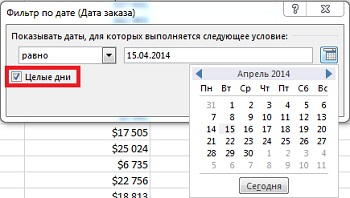 Фильтр по дате (Дата заказа)
Показывать даты, для которых выполняется следующее условие:
равно 15.04.2014
Целые дни
Апрель 2014
Пн Вт Ср Чт Пт Сб Вс
31 1 2 3 4 5 6
7 8 9 10 11 12 13
14 15 16 17 18 19 20
21 22 23 24 25 26 27
28 29 30 1 2 3 4
5 6 7 8 9 10 11
Сегодня
$17 505
$25 024
$6 735
$22 756
$18 813